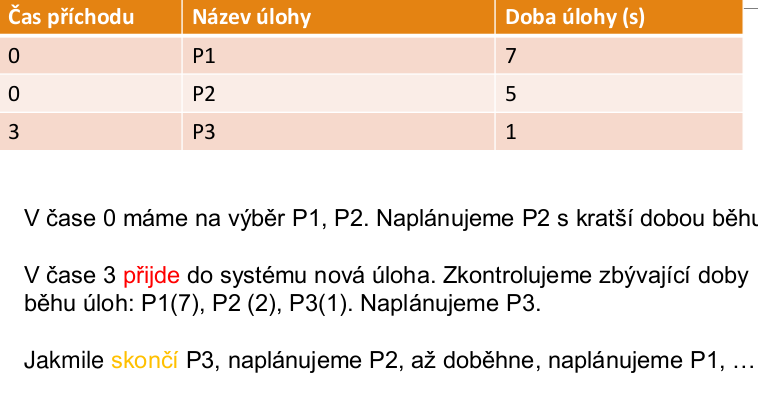 Čas příchodu Název úlohy Doba úlohy (s)
0 P1 7
0 P2 5
3 P3 1
V čase 0 máme na výběr P1, P2. Naplánujeme P2 s kratší dobou běhu
V čase 3 přijde do systému nová úloha. Zkontrolujeme zbývající doby
běhu úloh: P1(7), P2 (2), P3(1). Naplánujeme P3.
Jakmile skončí P3, naplánujeme P2, až doběhne, naplánujeme P1, …